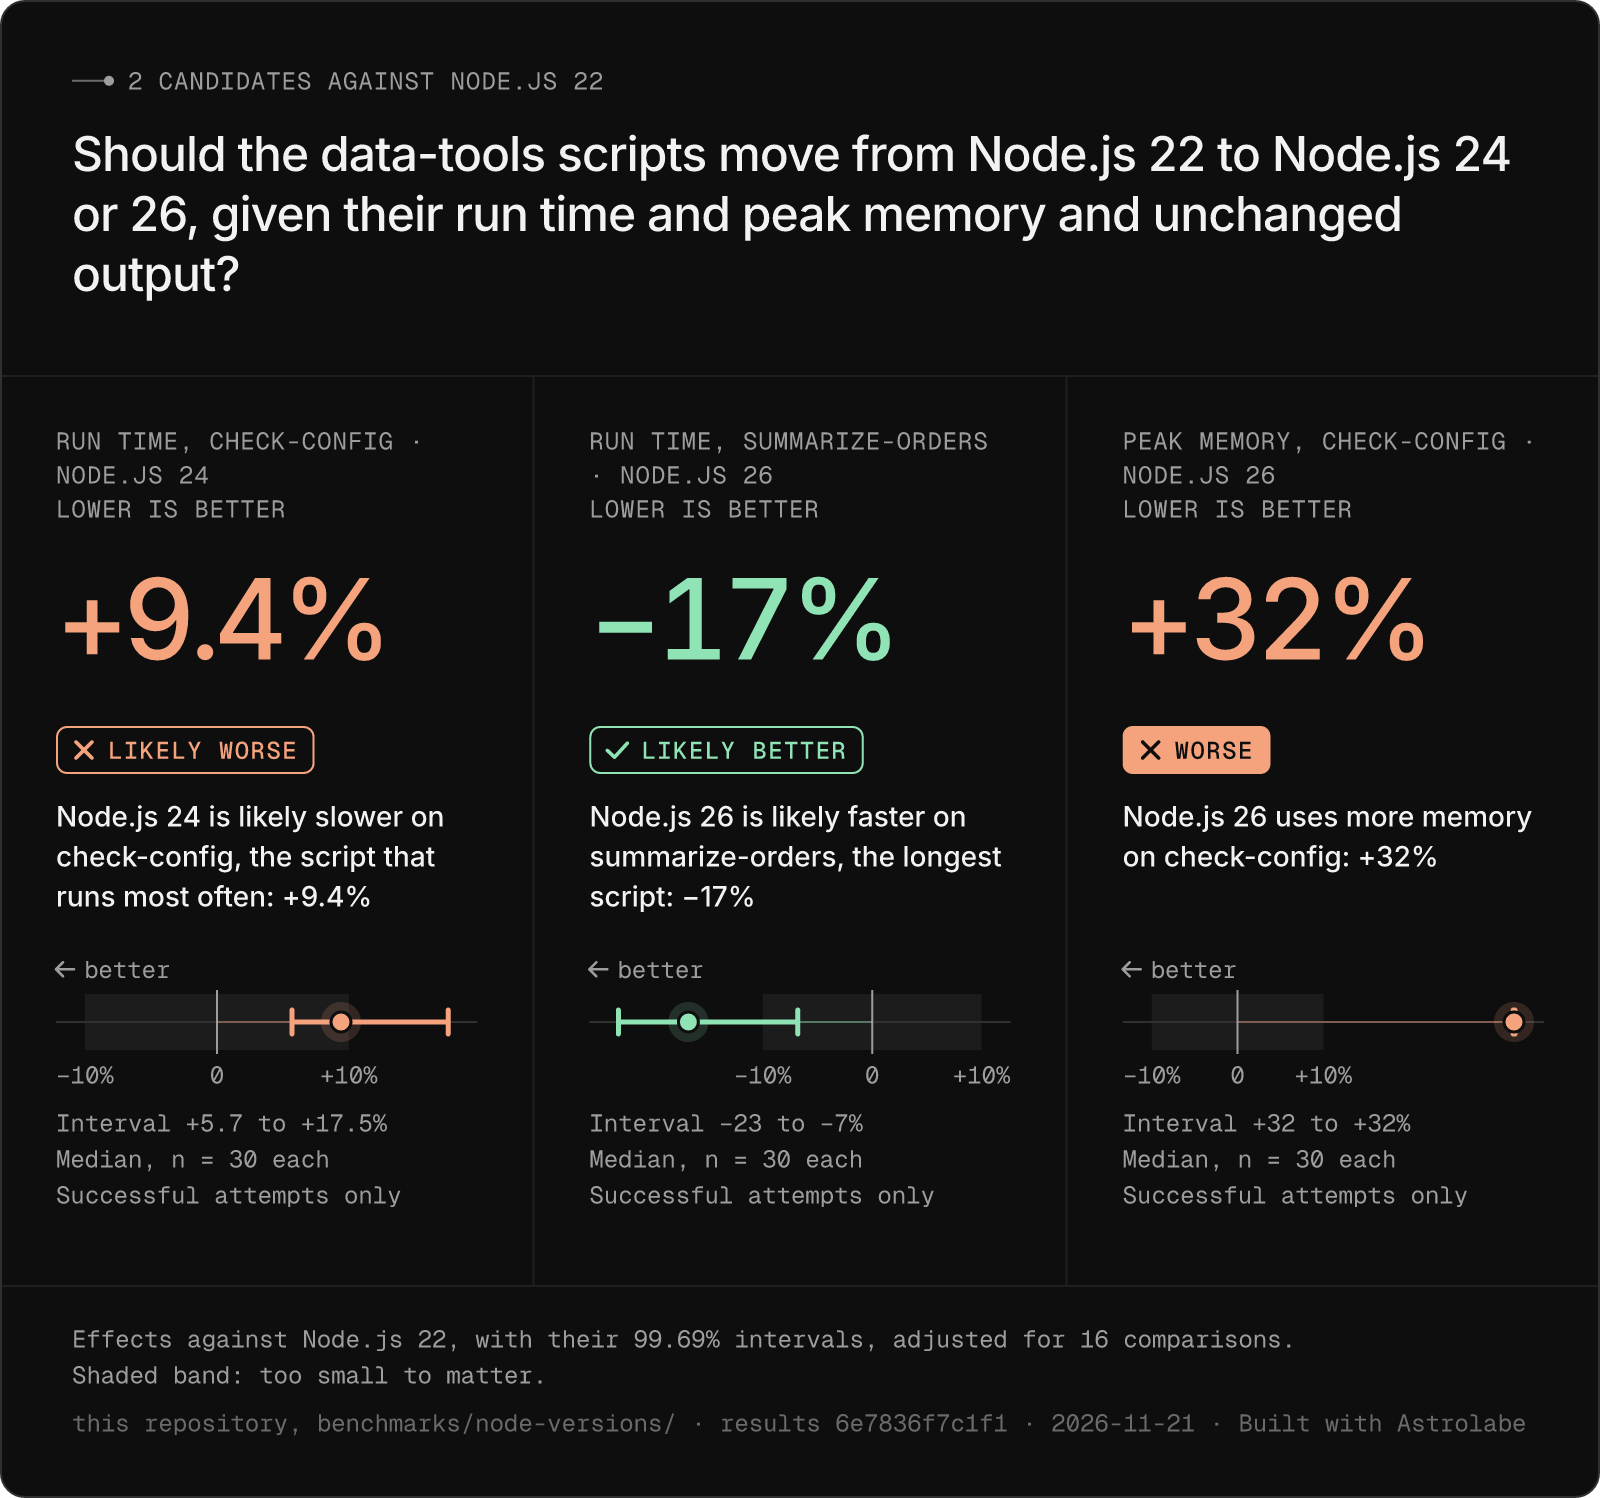 2 CANDIDATES AGAINST NODE.JS 22
Should the data-tools scripts move from Node.js 22 to Node.js 24
or 26, given their run time and peak memory and unchanged
output?
RUN TIME, CHECK-CONFIG ·
NODE.JS 24
LOWER IS BETTER
+9.4%
LIKELY WORSE
Node.js 24 is likely slower on
check-config, the script that
runs most often: +9.4%
← better
−10% 0 +10%
Interval +5.7 to +17.5%
Median, n = 30 each
Successful attempts only
RUN TIME, SUMMARIZE-ORDERS
· NODE.JS 26
LOWER IS BETTER
−17%
LIKELY BETTER
Node.js 26 is likely faster on
summarize-orders, the longest
script: −17%
← better
−10% 0 +10%
Interval −23 to −7%
Median, n = 30 each
Successful attempts only
PEAK MEMORY, CHECK-CONFIG ·
NODE.JS 26
LOWER IS BETTER
+32%
WORSE
Node.js 26 uses more memory
on check-config: +32%
← better
−10% 0 +10%
Interval +32 to +32%
Median, n = 30 each
Successful attempts only
Effects against Node.js 22, with their 99.69% intervals, adjusted for 16 comparisons.
Shaded band: too small to matter.
this repository, benchmarks/node-versions/ · results 6e7836f7c1f1 · 2026-11-21 · Built with Astrolabe